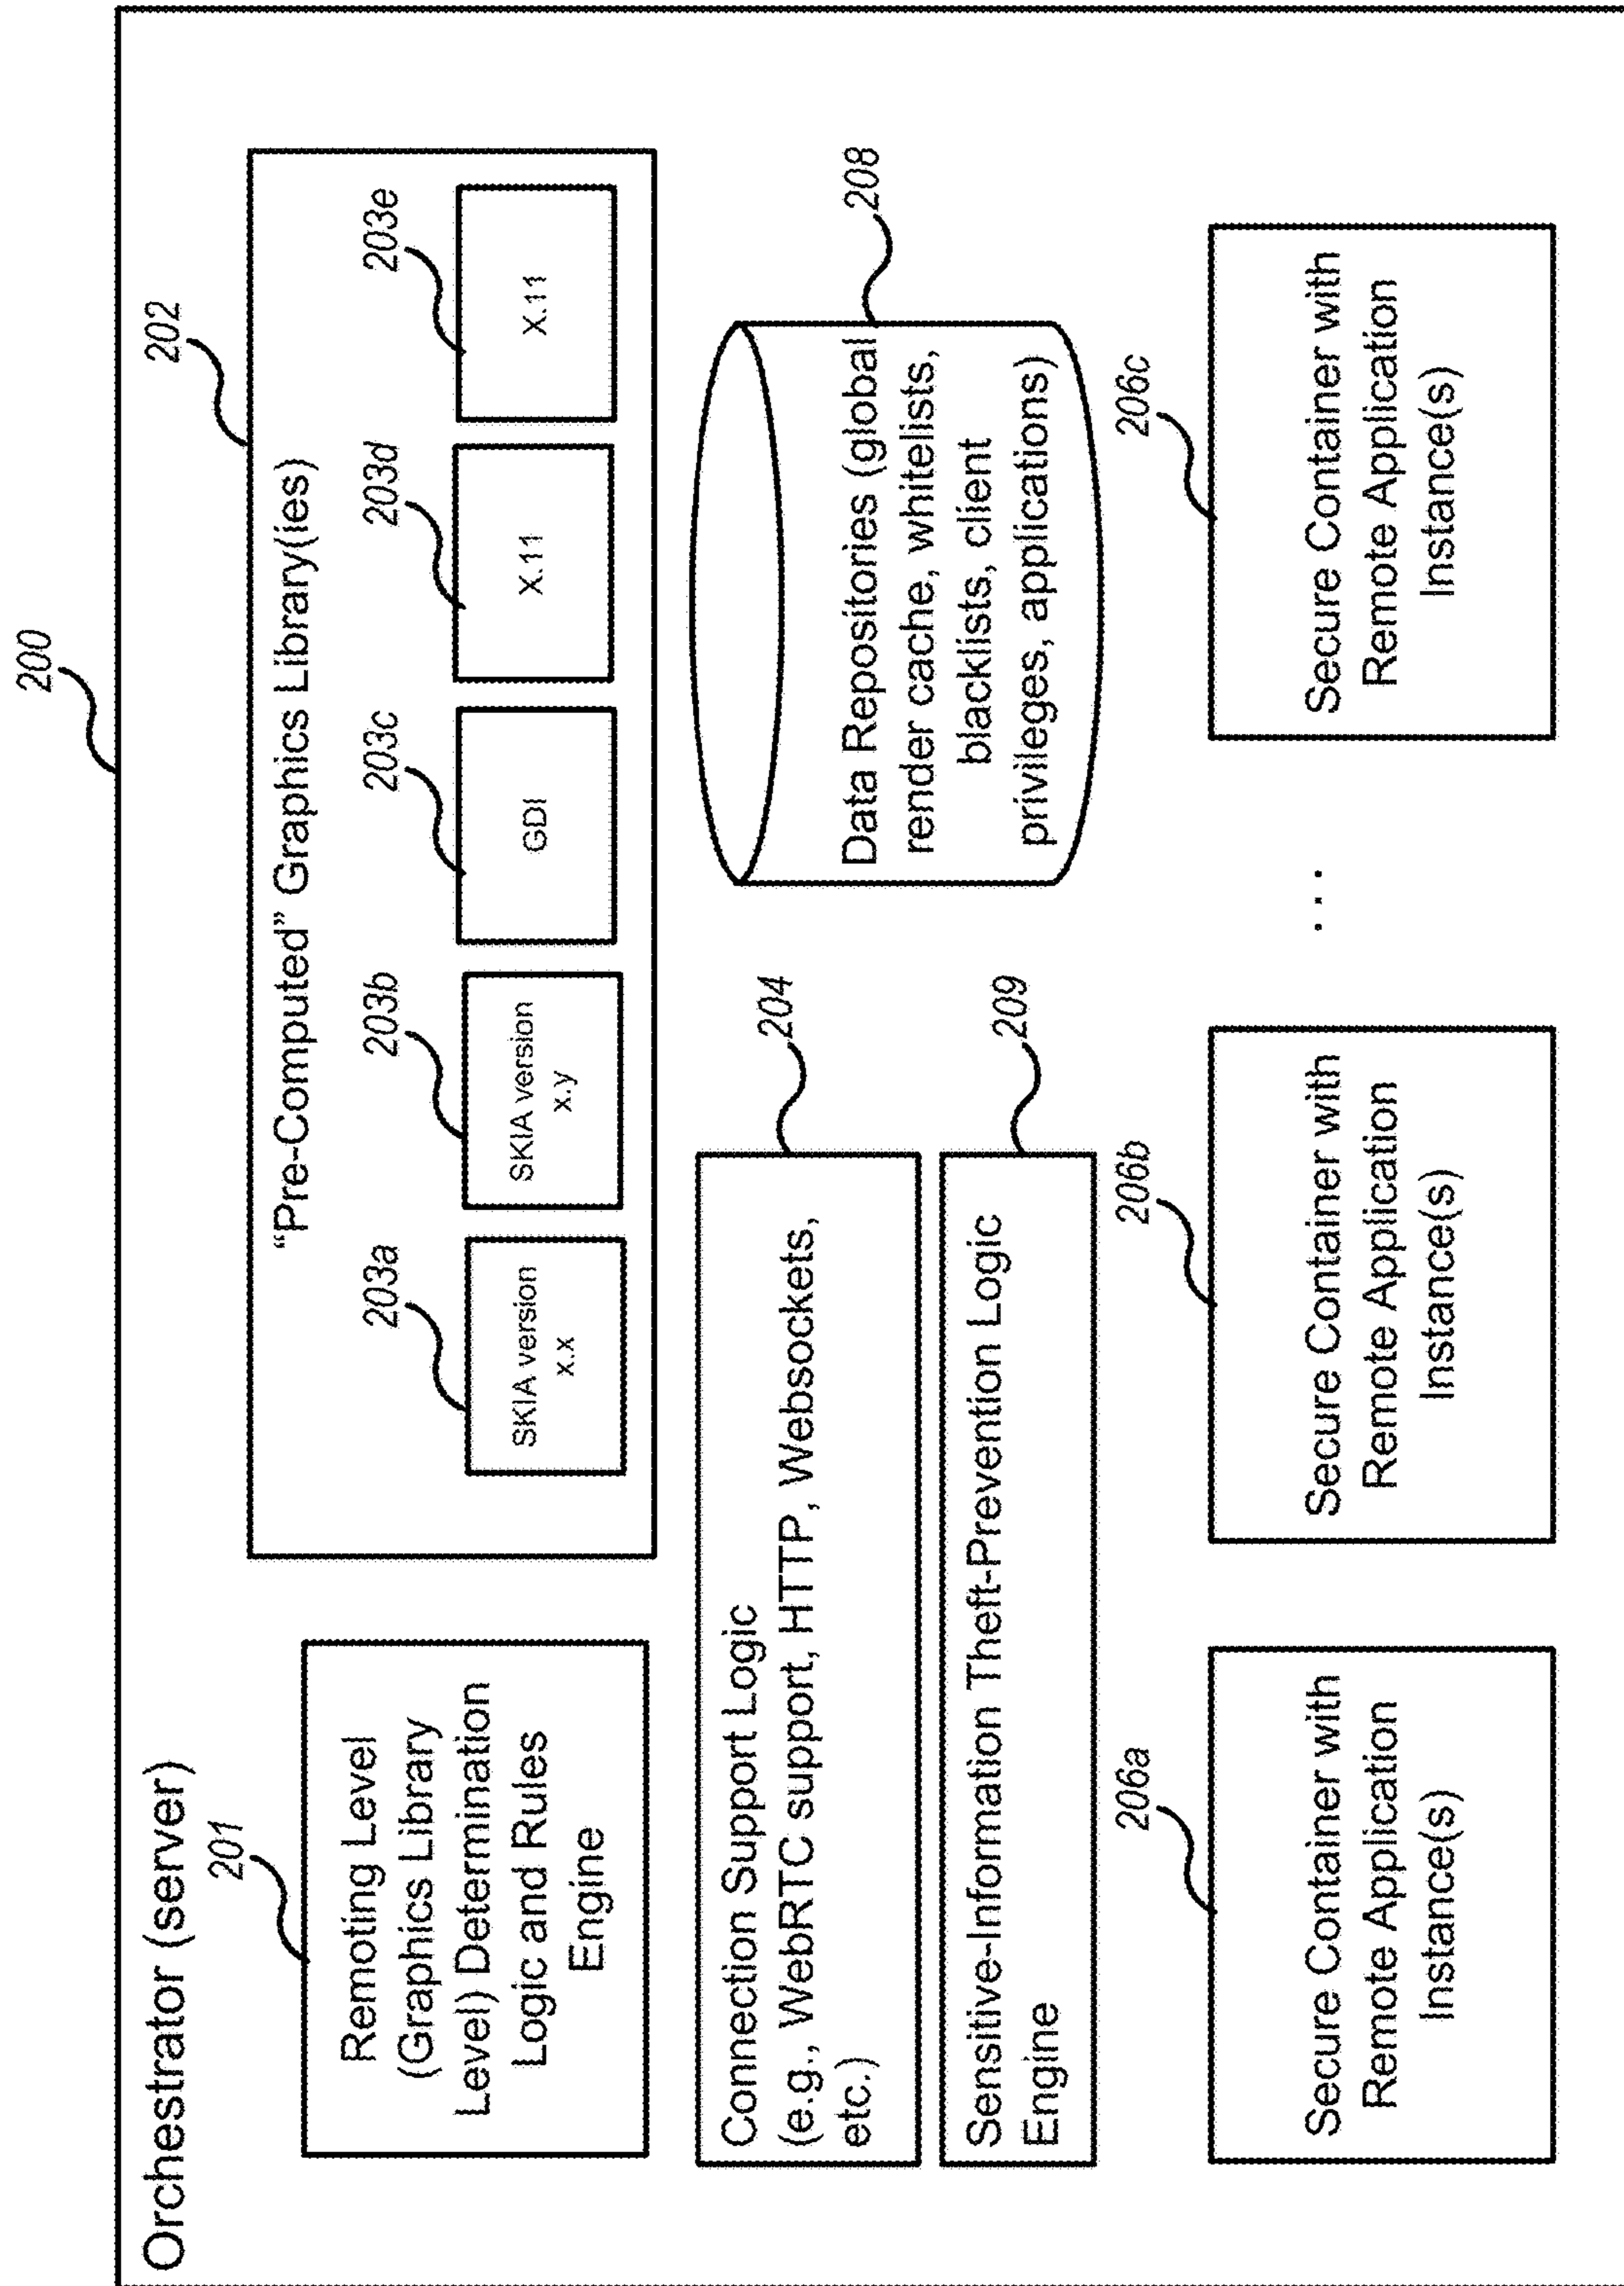 200
Orchestrator (server)
201
Remoting Level
(Graphics Library
Level) Determination
Logic and Rules
Engine
202
“Pre-Computed” Graphics Library(ies)
203a
SKIA version
x.x
203b
SKIA version
x.y
203c
GDI
203d
X.11
203e
X.11
204
Connection Support Logic
(e.g., WebRTC support, HTTP, Websockets,
etc.)
209
Sensitive-Information Theft-Prevention Logic
Engine
208
Data Repositories (global
render cache, whitelists,
blacklists, client
privileges, applications)
206a
Secure Container with
Remote Application
Instance(s)
206b
Secure Container with
Remote Application
Instance(s)
. . .
206c
Secure Container with
Remote Application
Instance(s)